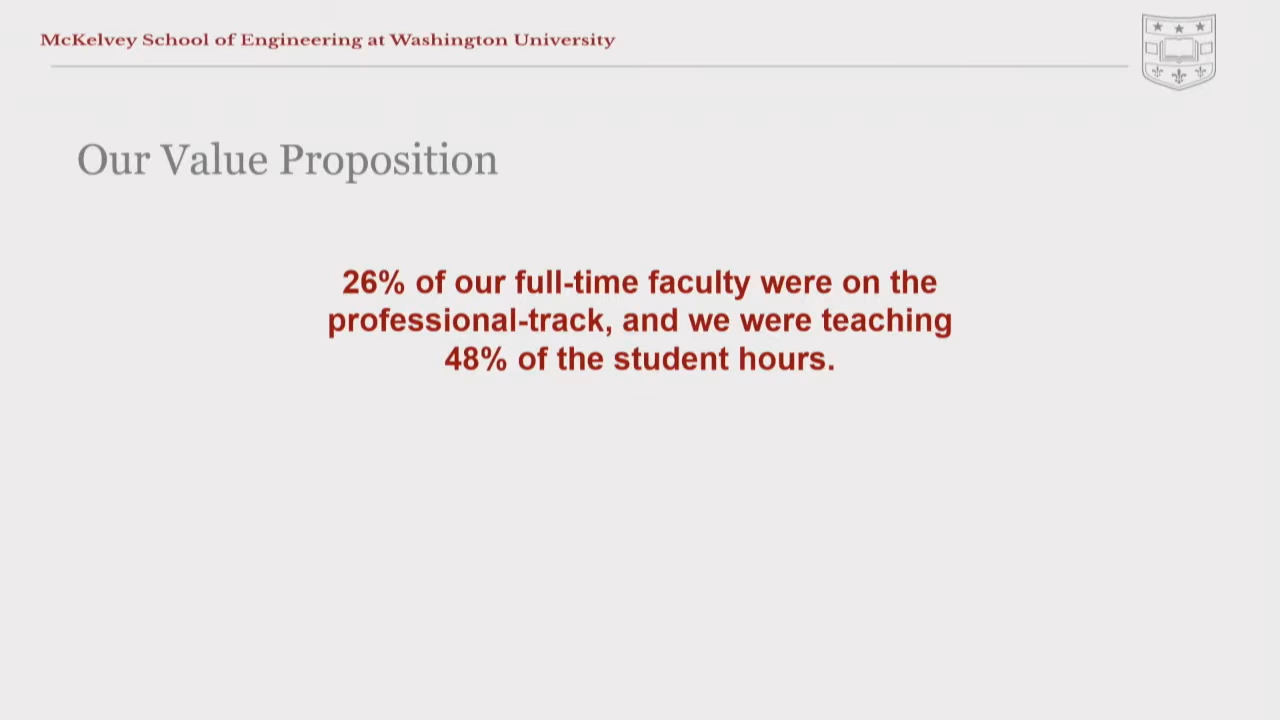 McKelvey School of Engineering at Washington University
Our Value Proposition
26% of our full-time faculty were on the
professional-track, and we were teaching
48% of the student hours.